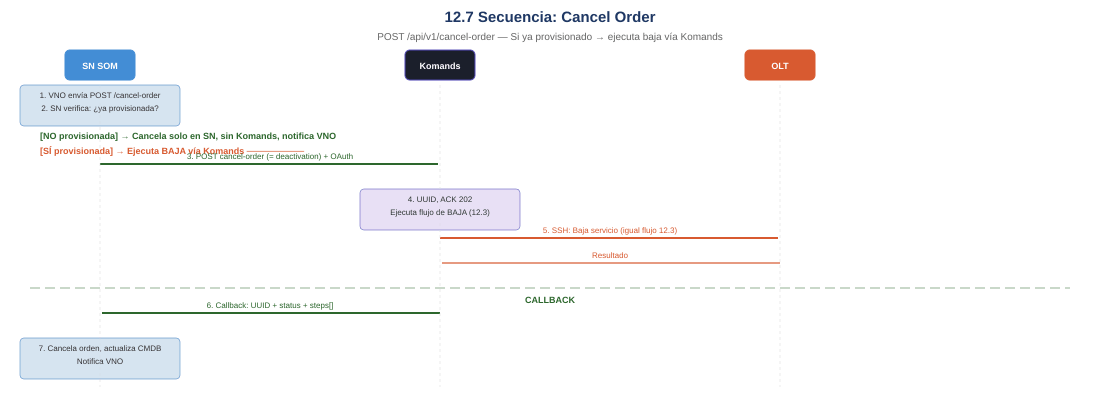 12.7 Secuencia: Cancel Order
POST /api/v1/cancel-order — Si ya provisionado → ejecuta baja vía Komands
SN SOM
Komands
OLT
1. VNO envía POST /cancel-order
2. SN verifica: ¿ya provisionada?
[NO provisionada] → Cancela solo en SN, sin Komands, notifica VNO
[SÍ provisionada] → Ejecuta BAJA vía Komands ──────────
3. POST cancel-order (= deactivation) + OAuth
4. UUID, ACK 202
Ejecuta flujo de BAJA (12.3)
5. SSH: Baja servicio (igual flujo 12.3)
Resultado
CALLBACK
6. Callback: UUID + status + steps[]
7. Cancela orden, actualiza CMDB
Notifica VNO